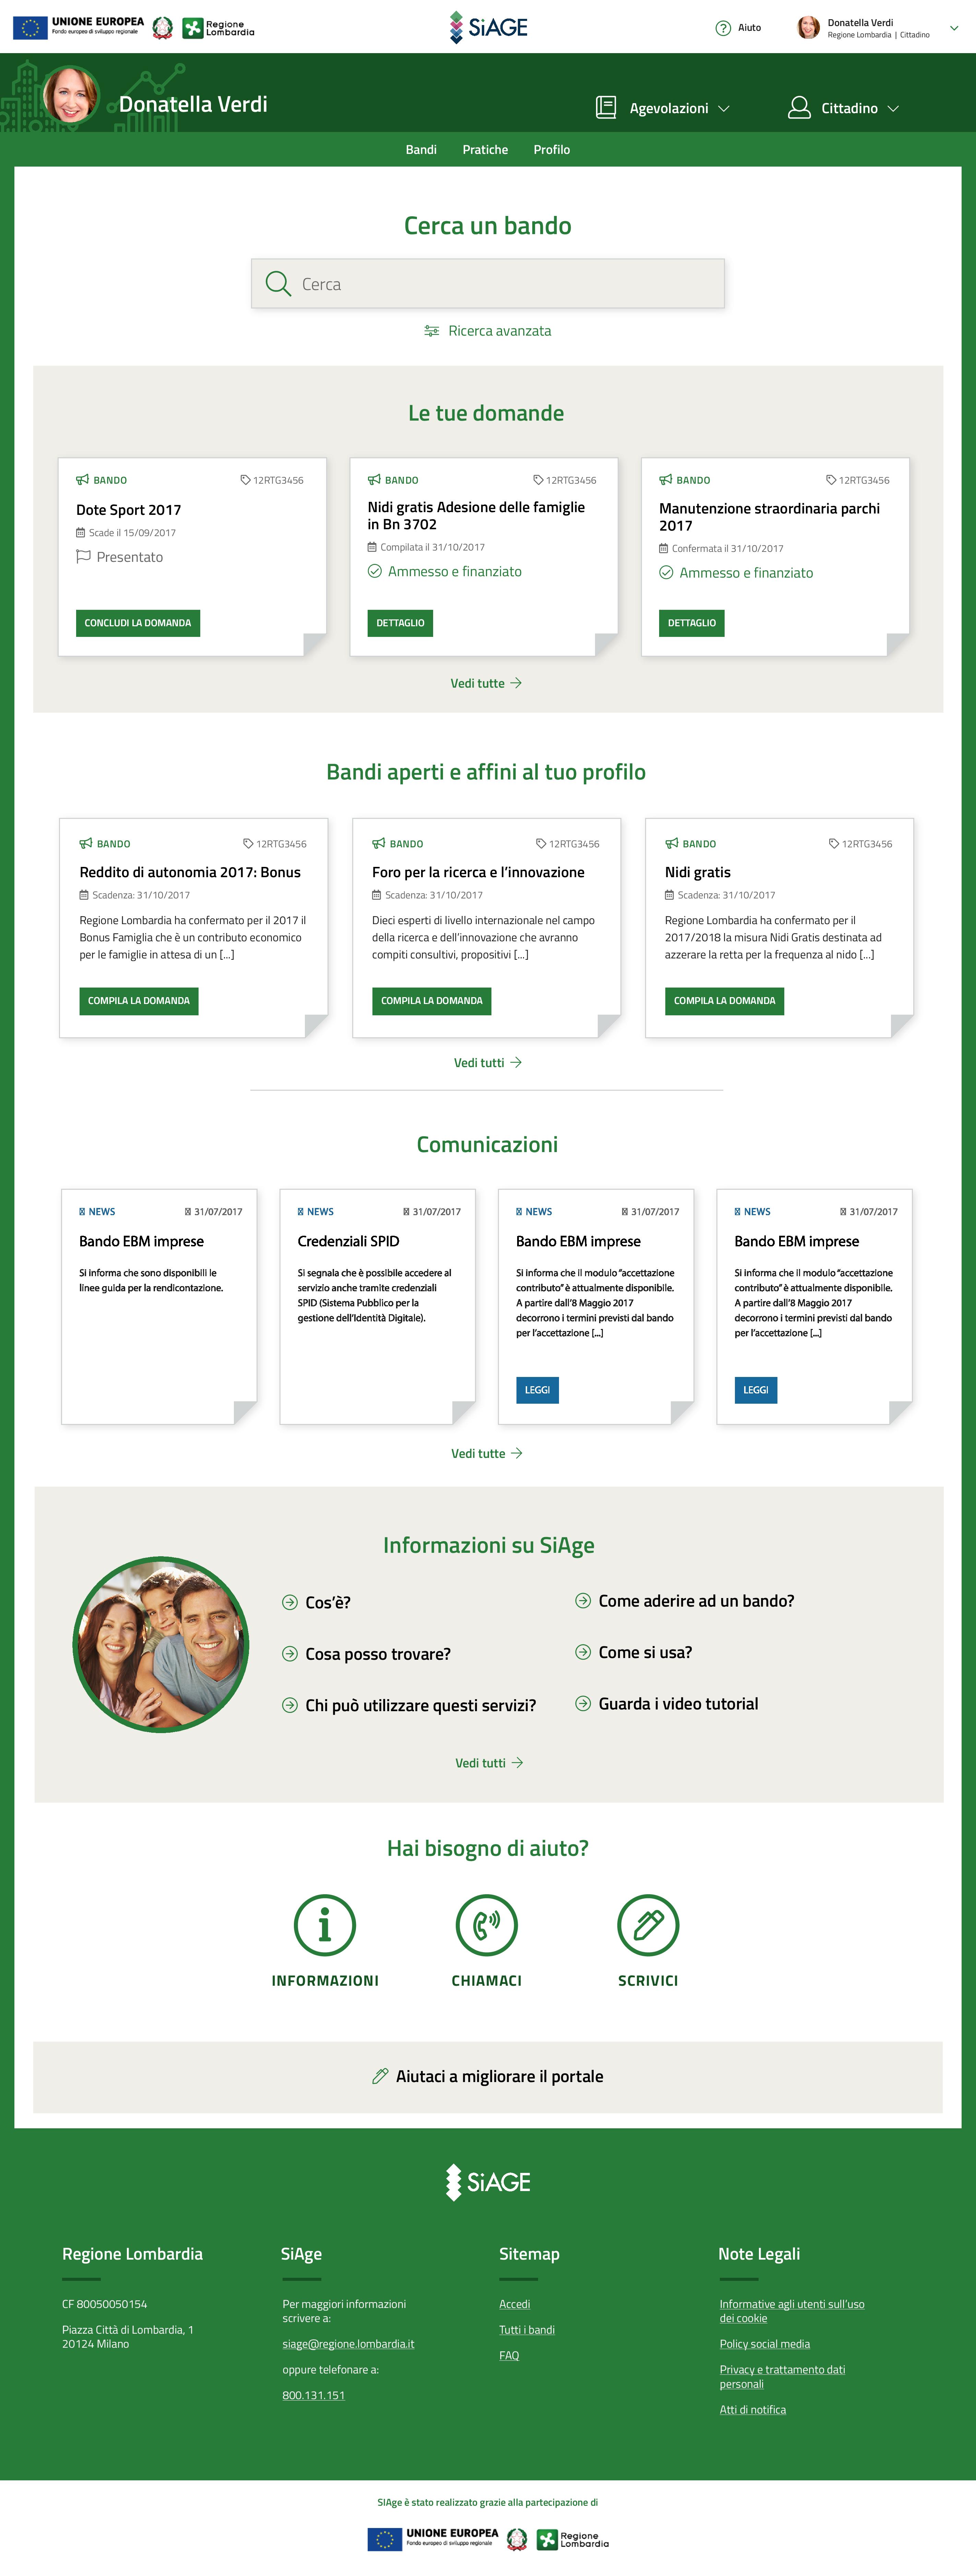 UNIONE EUROPEA
Fondo europeo di sviluppo regionale
Regione
Lombardia
SiAGE
Aiuto
Donatella Verdi
Regione Lombardia | Cittadino
Donatella Verdi
Agevolazioni
Cittadino
Bandi Pratiche Profilo
Cerca un bando
Cerca
Ricerca avanzata
Le tue domande
BANDO 12RTG3456
Dote Sport 2017
Scade il 15/09/2017
Presentato
CONCLUDI LA DOMANDA
BANDO 12RTG3456
Nidi gratis Adesione delle famiglie
in Bn 3702
Compilata il 31/10/2017
Ammesso e finanziato
DETTAGLIO
BANDO 12RTG3456
Manutenzione straordinaria parchi
2017
Confermata il 31/10/2017
Ammesso e finanziato
DETTAGLIO
Vedi tutte
Bandi aperti e affini al tuo profilo
BANDO 12RTG3456
Reddito di autonomia 2017: Bonus
Scadenza: 31/10/2017
Regione Lombardia ha confermato per il 2017 il
Bonus Famiglia che è un contributo economico
per le famiglie in attesa di un [...]
COMPILA LA DOMANDA
BANDO 12RTG3456
Foro per la ricerca e l'innovazione
Scadenza: 31/10/2017
Dieci esperti di livello internazionale nel campo
della ricerca e dell'innovazione che avranno
compiti consultivi, propositivi [...]
COMPILA LA DOMANDA
BANDO 12RTG3456
Nidi gratis
Scadenza: 31/10/2017
Regione Lombardia ha confermato per il
2017/2018 la misura Nidi Gratis destinata ad
azzerare la retta per la frequenza al nido [...]
COMPILA LA DOMANDA
Vedi tutti
Comunicazioni
NEWS 31/07/2017
Bando EBM imprese
Si informa che sono disponibili le
linee guida per la rendicontazione.
NEWS 31/07/2017
Credenziali SPID
Si segnala che è possibile accedere al
servizio anche tramite credenziali
SPID (Sistema Pubblico per la
gestione dell'Identità Digitale).
NEWS 31/07/2017
Bando EBM imprese
Si informa che il modulo "accettazione
contributo" è attualmente disponibile.
A partire dall'8 Maggio 2017
decorrono i termini previsti dal bando
per l'accettazione [...]
LEGGI
NEWS 31/07/2017
Bando EBM imprese
Si informa che il modulo "accettazione
contributo" è attualmente disponibile.
A partire dall'8 Maggio 2017
decorrono i termini previsti dal bando
per l'accettazione [...]
LEGGI
Vedi tutte
Informazioni su SiAge
Cos'è?
Cosa posso trovare?
Chi può utilizzare questi servizi?
Come aderire ad un bando?
Come si usa?
Guarda i video tutorial
Vedi tutti
Hai bisogno di aiuto?
INFORMAZIONI
CHIAMACI
SCRIVICI
Aiutaci a migliorare il portale
SiAGE
Regione Lombardia
CF 80050050154
Piazza Città di Lombardia, 1
20124 Milano
SiAge
Per maggiori informazioni
scrivere a:
siage@regione.lombardia.it
oppure telefonare a:
800.131.151
Sitemap
Accedi
Tutti i bandi
FAQ
Note Legali
Informative agli utenti sull'uso
dei cookie
Policy social media
Privacy e trattamento dati
personali
Atti di notifica
SIAge è stato realizzato grazie alla partecipazione di
UNIONE EUROPEA
Fondo europeo di sviluppo regionale
Regione
Lombardia